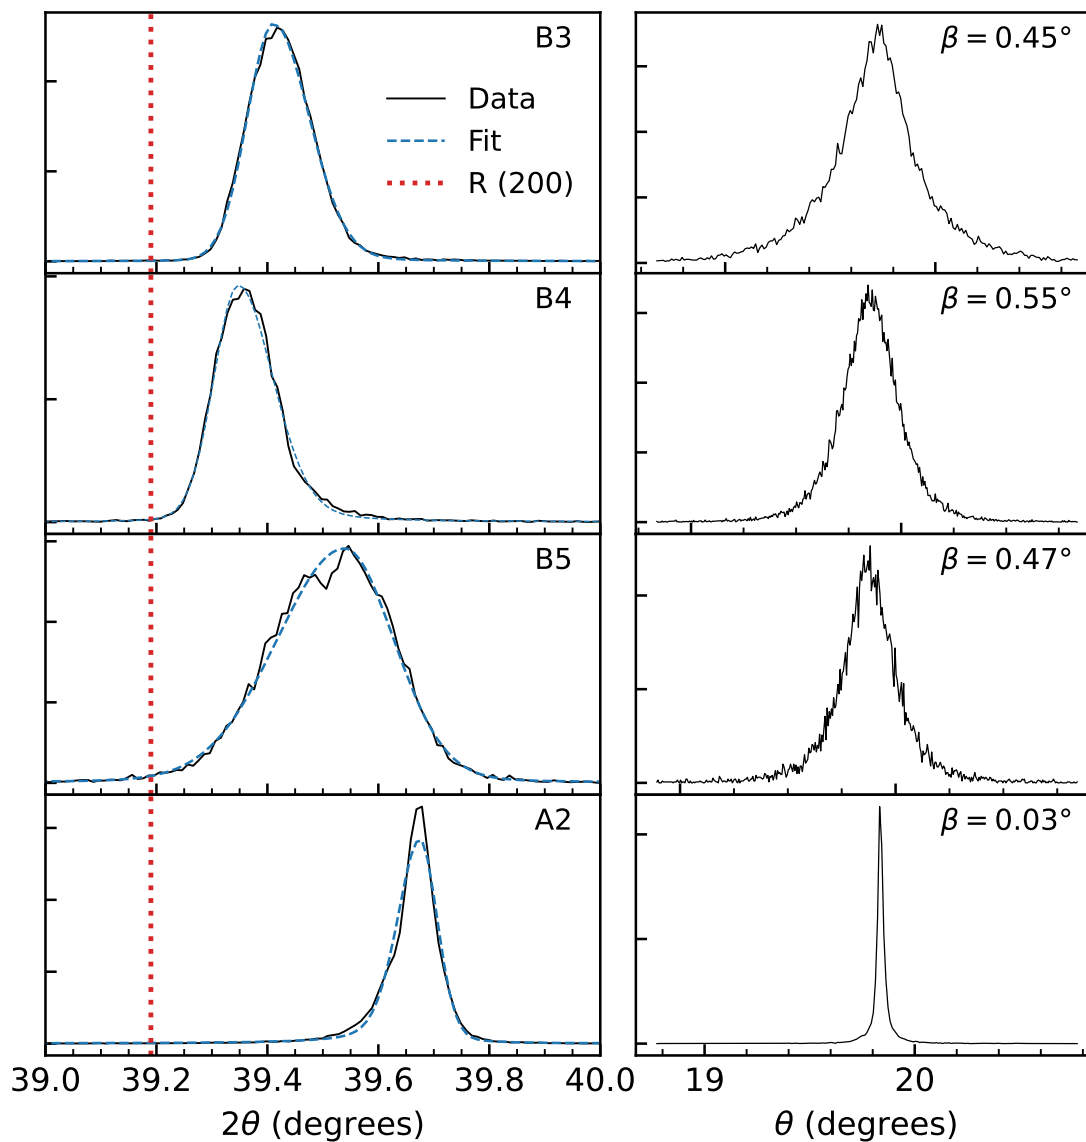 B3
Data
Fit
R (200)
β = 0.45°
B4
β = 0.55°
B5
β = 0.47°
A2
β = 0.03°
39.0 39.2 39.4 39.6 39.8 40.0
2θ (degrees)
19 20
θ (degrees)